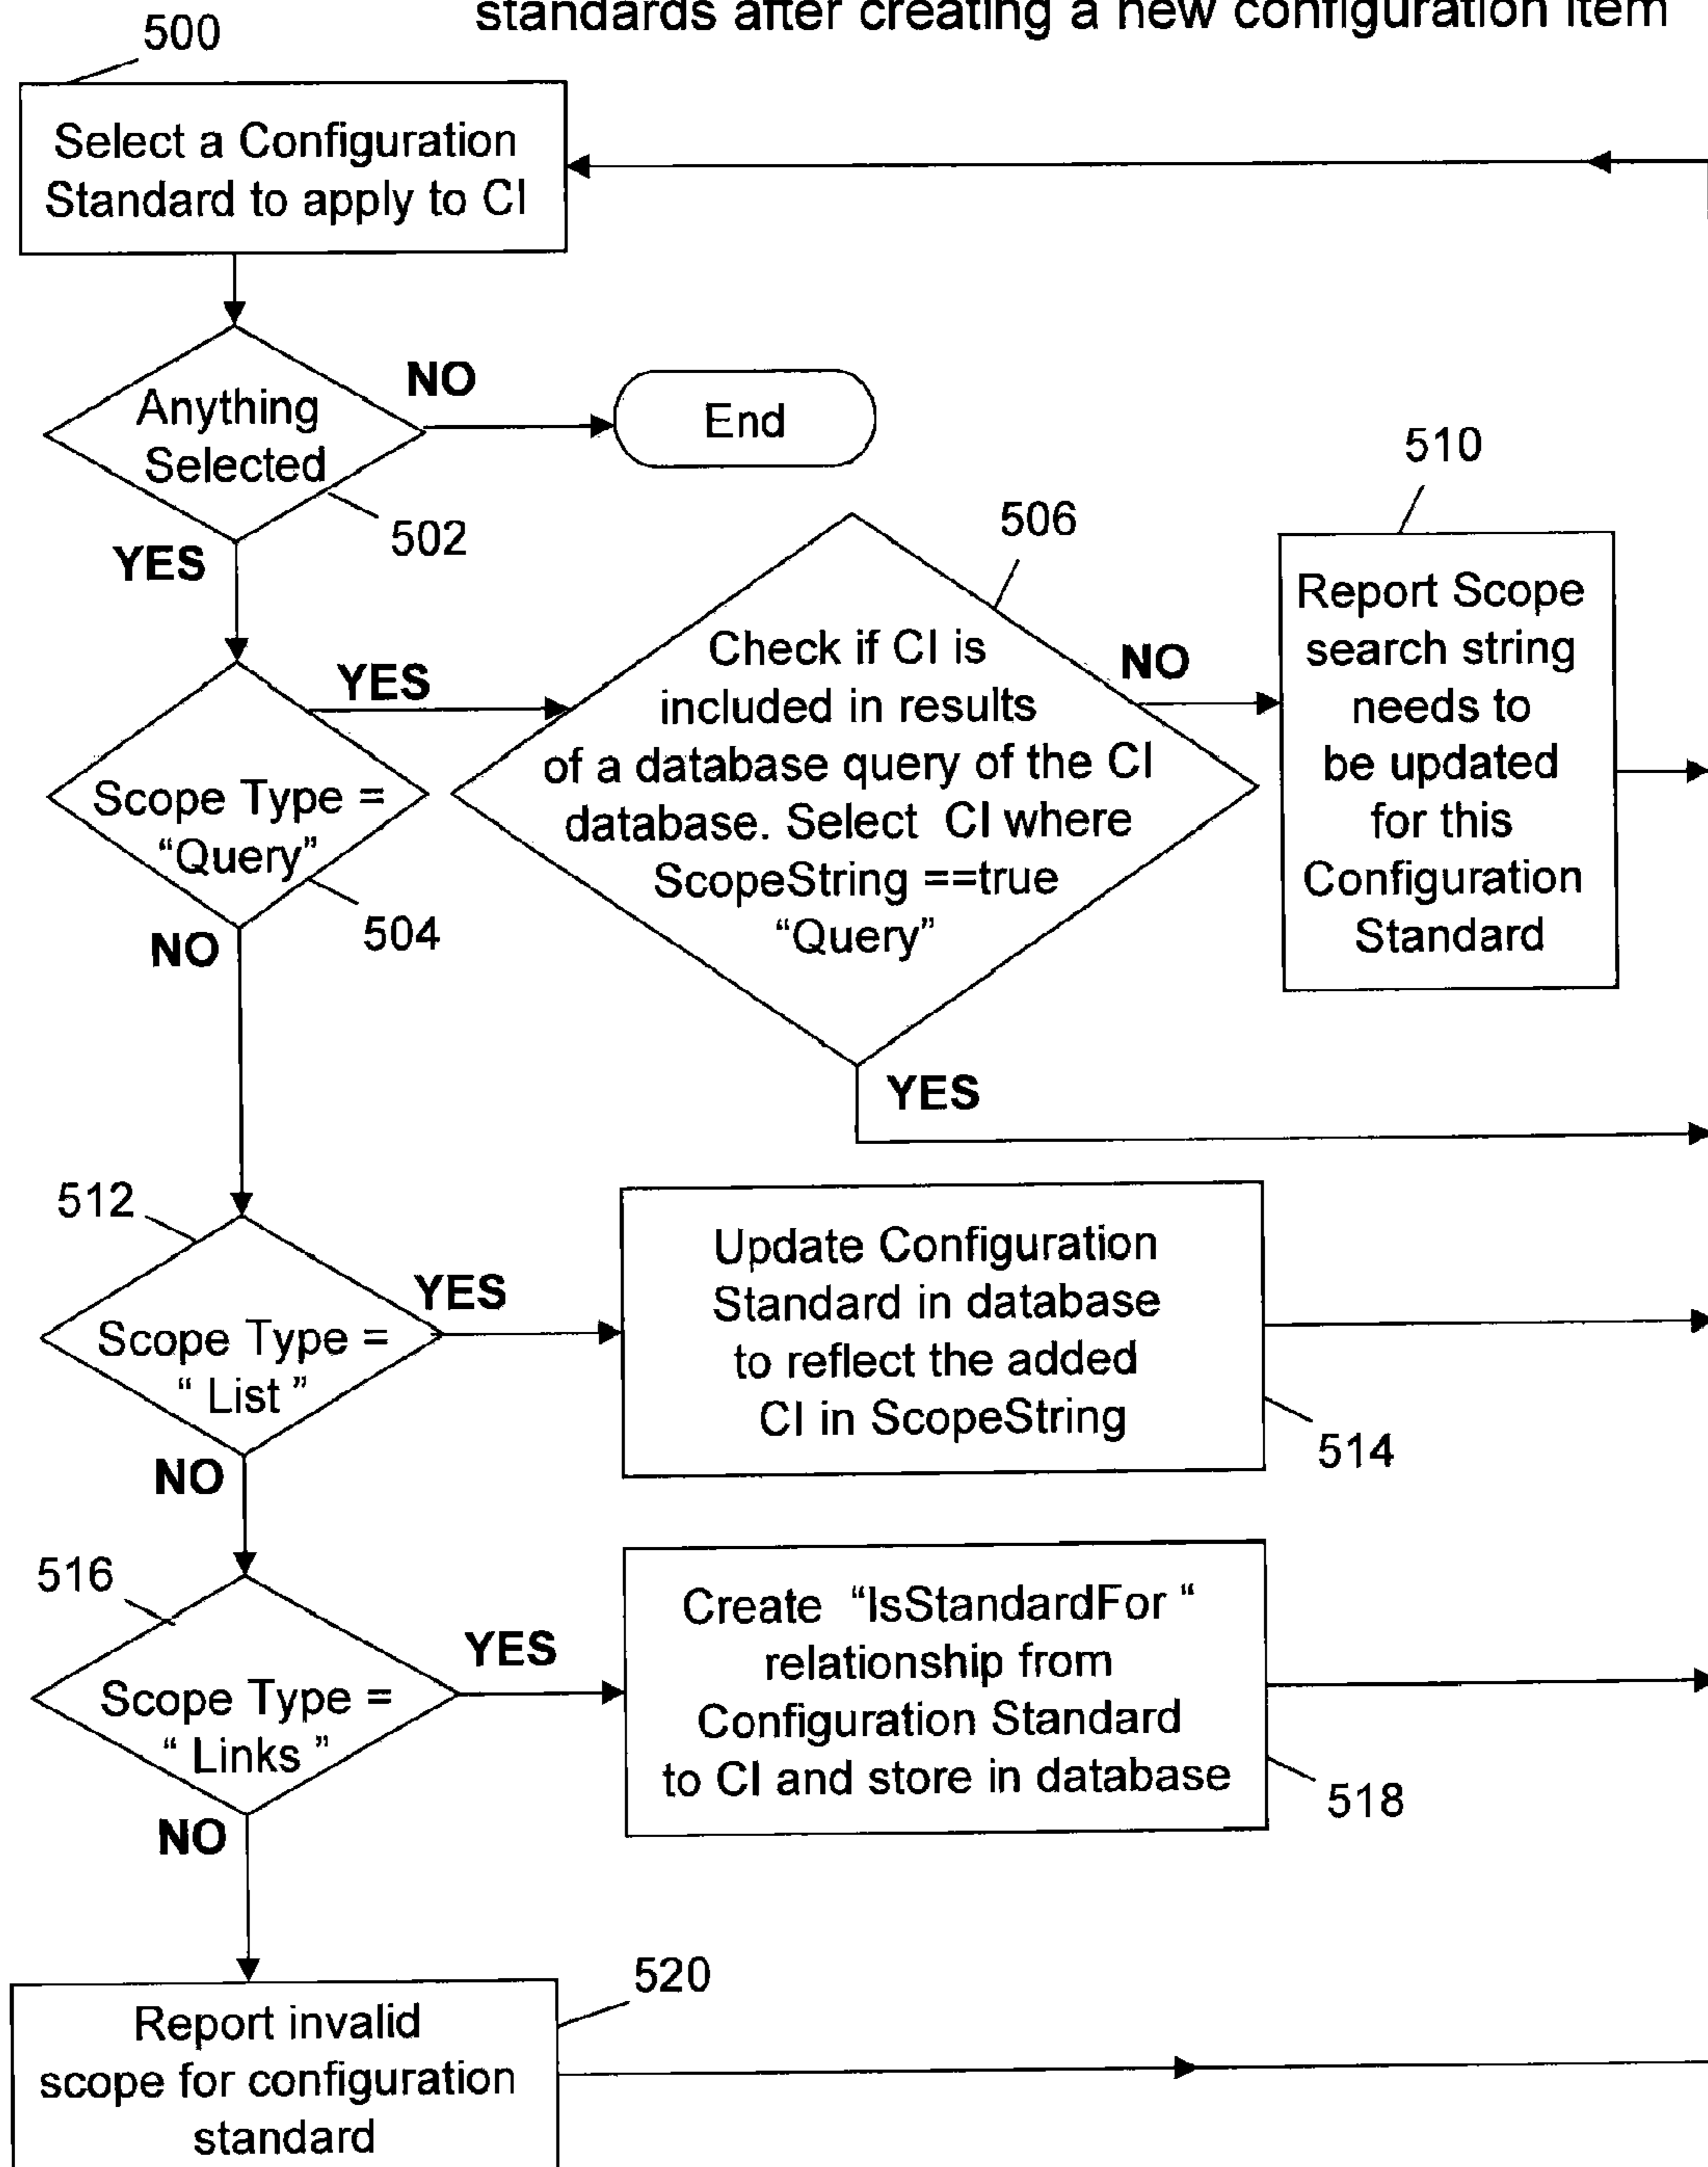 standards after creating a new configuration item
500
Select a Configuration
Standard to apply to CI
Anything
Selected
NO
End
502
YES
Scope Type =
“Query”
504
YES
506
Check if CI is
included in results
of a database query of the CI
database. Select CI where
ScopeString ==true
“Query”
NO
510
Report Scope
search string
needs to
be updated
for this
Configuration
Standard
YES
NO
512
Scope Type =
“ List ”
YES
Update Configuration
Standard in database
to reflect the added
CI in ScopeString
514
NO
516
Scope Type =
“ Links ”
YES
Create “IsStandardFor “
relationship from
Configuration Standard
to CI and store in database
518
NO
520
Report invalid
scope for configuration
standard